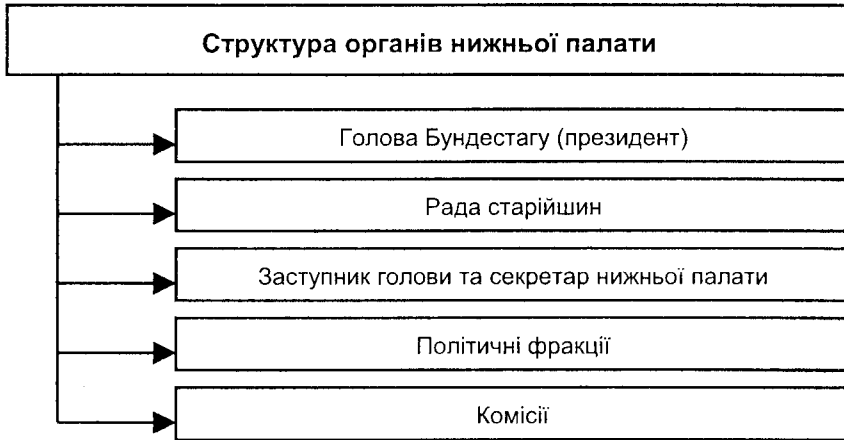 Структура органів нижньої палати
Голова Бундестагу (президент)
Рада старійшин
Заступник голови та секретар нижньої палати
Політичні фракції
Комісії